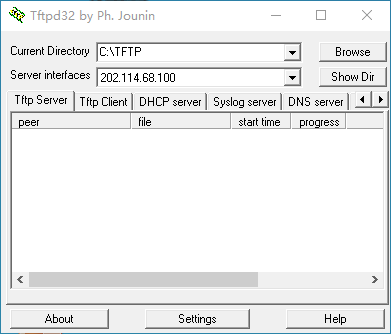 Tftpd32 by Ph. Jounin
Current Directory C:\TFTP Browse
Server interfaces 202.114.68.100 Show Dir
Tftp Server Tftp Client DHCP server Syslog server DNS server
peer file start time progress
About Settings Help